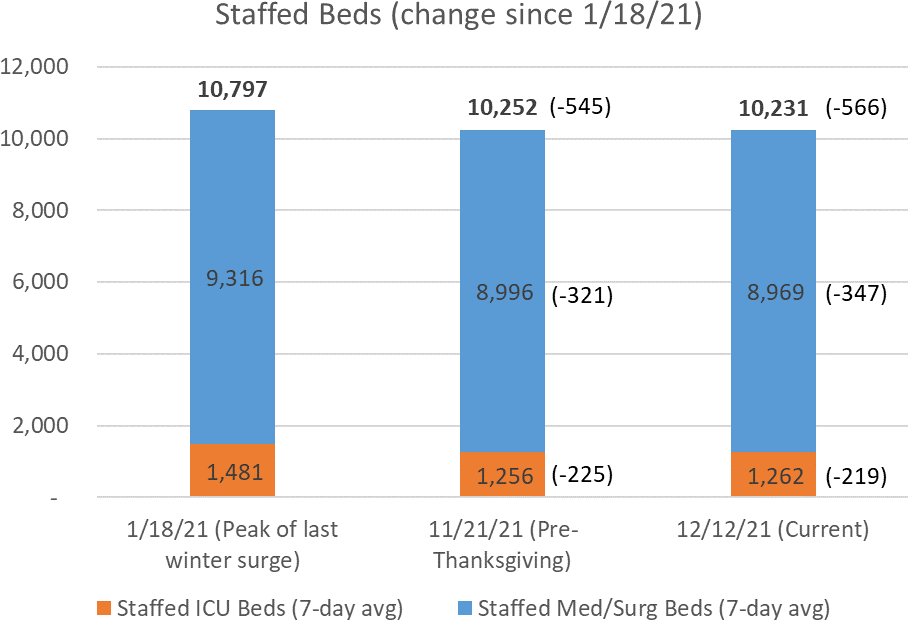 Staffed Beds (change since 1/18/21)
12,000
10,000
8,000
6,000
4,000
2,000
-
10,797
9,316
1,481
10,252 (-545)
8,996 (-321)
1,256 (-225)
10,231 (-566)
8,969 (-347)
1,262 (-219)
1/18/21 (Peak of last
winter surge)
11/21/21 (Pre-
Thanksgiving)
12/12/21 (Current)
Staffed ICU Beds (7-day avg)
Staffed Med/Surg Beds (7-day avg)